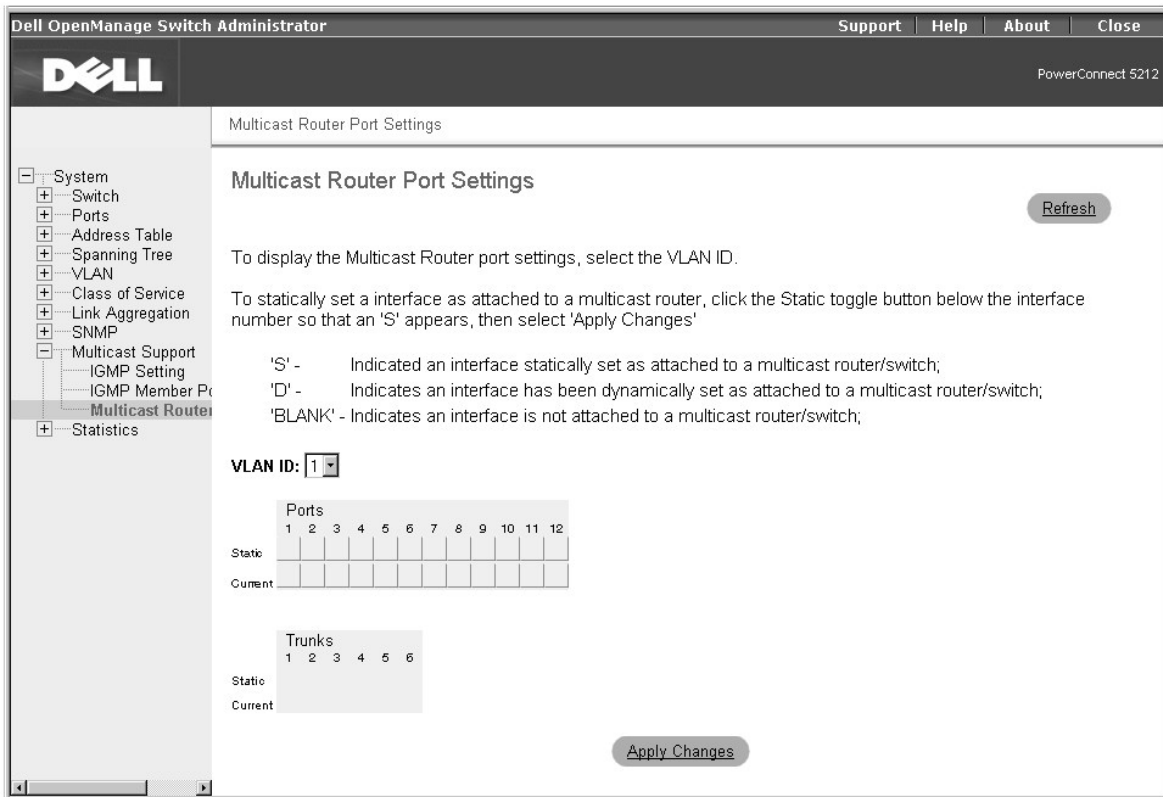 Dell OpenManage Switch Administrator
Support | Help | About | Close
DELL
PowerConnect 5212
Multicast Router Port Settings
System
Switch
Ports
Address Table
Spanning Tree
VLAN
Class of Service
Link Aggregation
SNMP
Multicast Support
IGMP Setting
IGMP Member Po
Multicast Router
Statistics
Multicast Router Port Settings
Refresh
To display the Multicast Router port settings, select the VLAN ID.
To statically set a interface as attached to a multicast router, click the Static toggle button below the interface
number so that an 'S' appears, then select 'Apply Changes'
'S' - Indicated an interface statically set as attached to a multicast router/switch;
'D' - Indicates an interface has been dynamically set as attached to a multicast router/switch;
'BLANK' - Indicates an interface is not attached to a multicast router/switch;
VLAN ID: 1
Ports
1 2 3 4 5 6 7 8 9 10 11 12
Static
Current
Trunks
1 2 3 4 5 6
Static
Current
Apply Changes